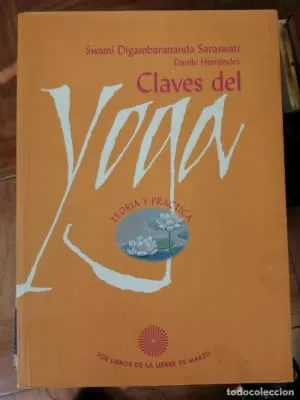 Swami Digambarananda Saraswati
Danilo Hernández
Claves del
Yoga
TEORÍA Y PRÁCTICA
LOS LIBROS DE LA LIEBRE DE MARZO
todocoleccion